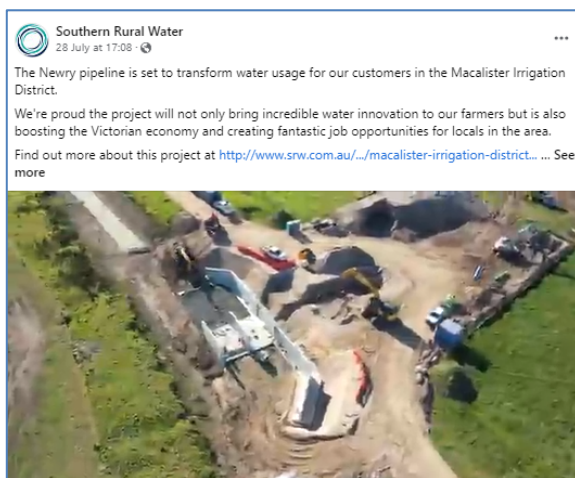 Southern Rural Water
28 July at 17:08 ·
The Newry pipeline is set to transform water usage for our customers in the Macalister Irrigation
District.
We're proud the project will not only bring incredible water innovation to our farmers but is also
boosting the Victorian economy and creating fantastic job opportunities for locals in the area.
Find out more about this project at http://www.srw.com.au/.../macalister-irrigation-district... ... See
more